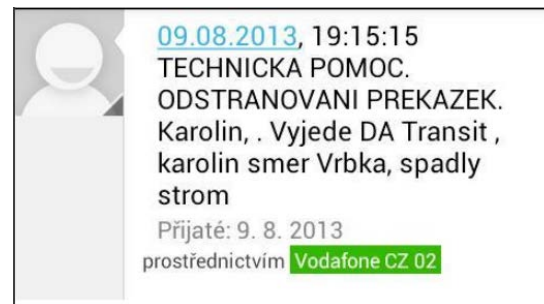 09.08.2013, 19:15:15
TECHNICKA POMOC.
ODSTRANOVANI PREKAZEK.
Karolin, . Vyjede DA Transit ,
karolin smer Vrbka, spadly
strom
Přijaté: 9. 8. 2013
prostřednictvím Vodafone CZ 02